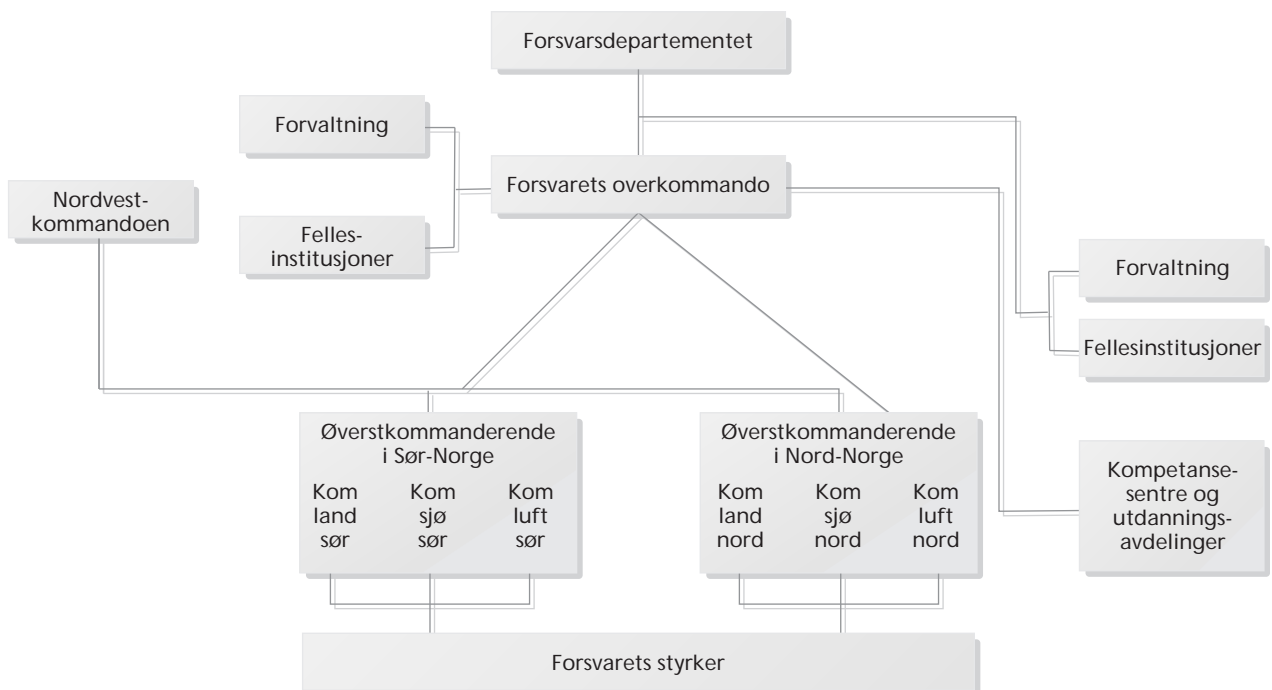 Forsvarsdepartementet
Forvaltning
Forsvarets overkommando
Nordvest-
kommandoen
Felles-
institusjoner
Forvaltning
Fellesinstitusjoner
Øverstkommanderende
i Sør-Norge
Kom
land
sør
Kom
sjø
sør
Kom
luft
sør
Øverstkommanderende
i Nord-Norge
Kom
land
nord
Kom
sjø
nord
Kom
luft
nord
Kompetanse-
sentre og
utdannings-
avdelinger
Forsvarets styrker